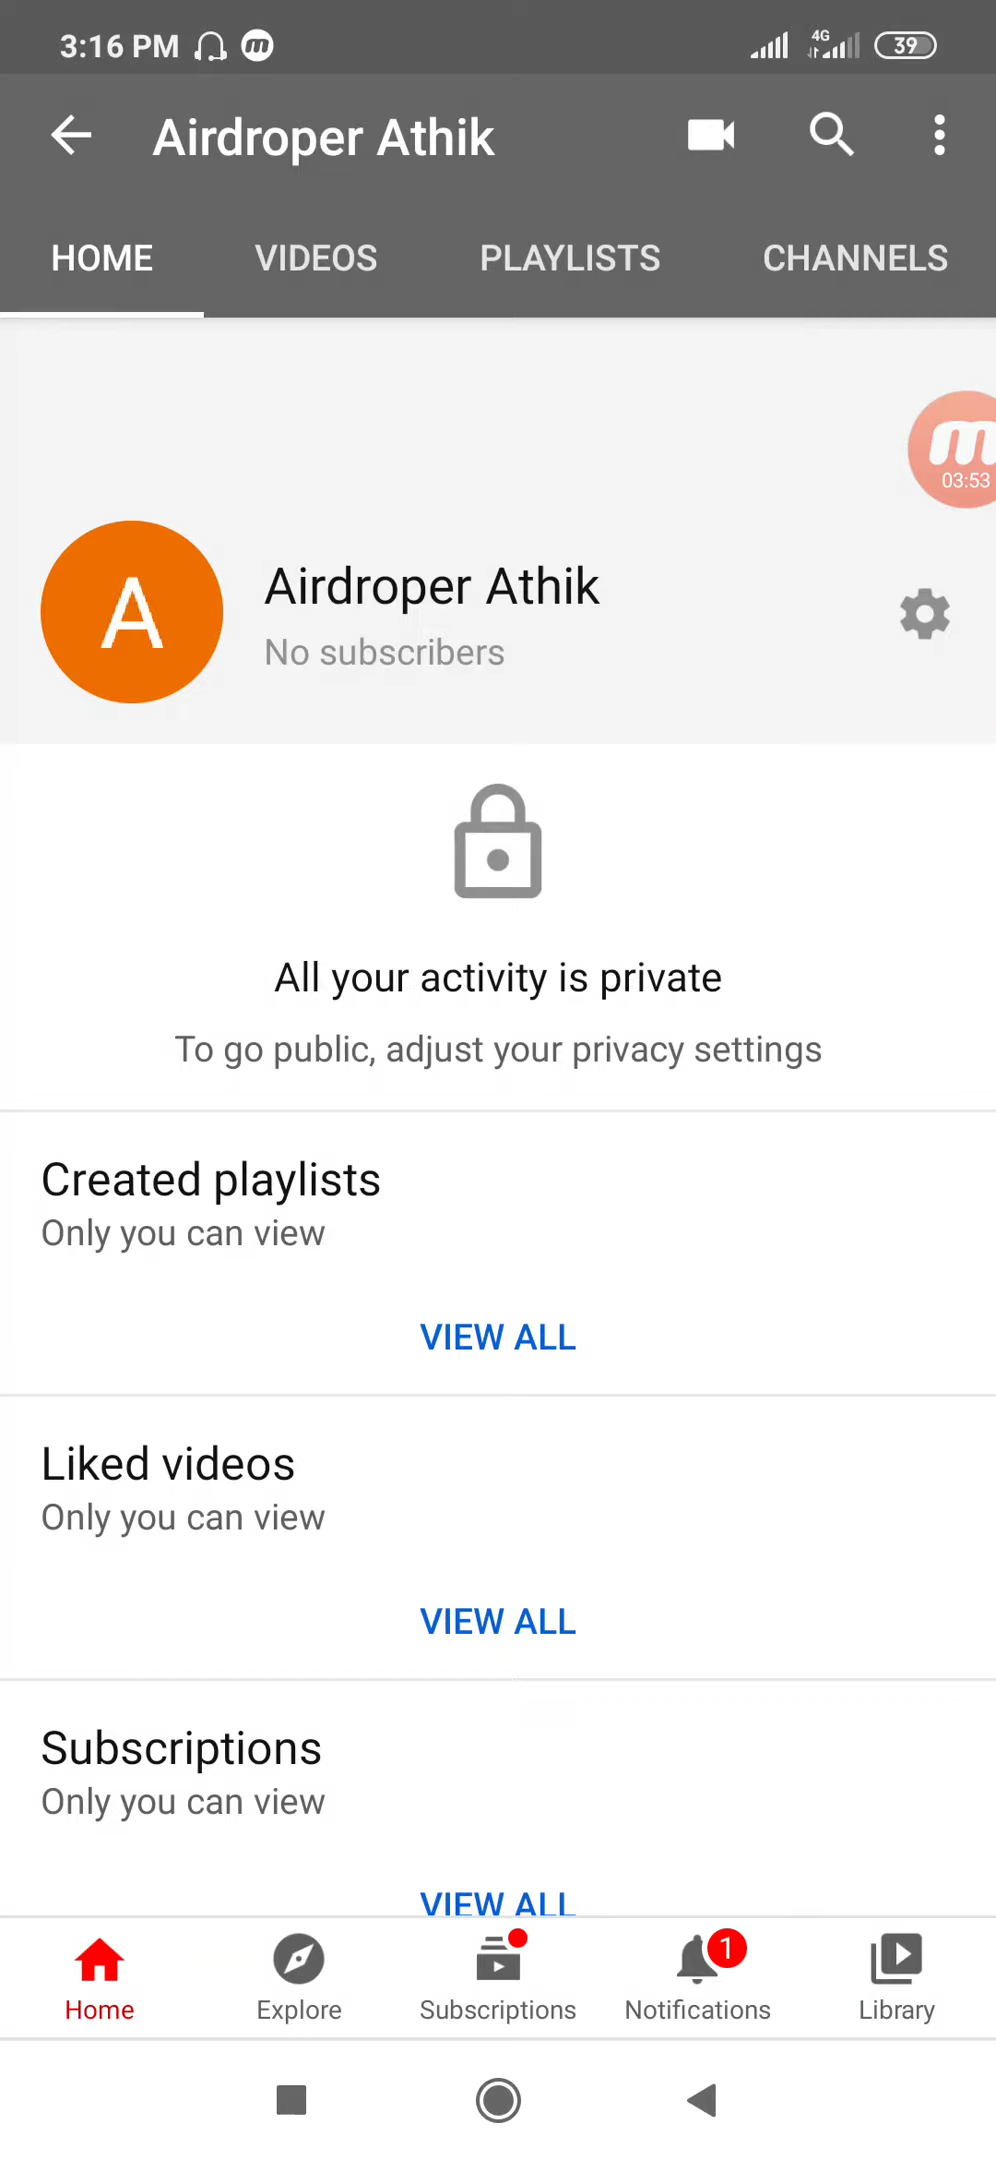 3:16 PM
4G
39
Airdroper Athik
HOME VIDEOS PLAYLISTS CHANNELS
m
03:53
A
Airdroper Athik
No subscribers
All your activity is private
To go public, adjust your privacy settings
Created playlists
Only you can view
VIEW ALL
Liked videos
Only you can view
VIEW ALL
Subscriptions
Only you can view
VIEW ALL
1
Home Explore Subscriptions Notifications Library